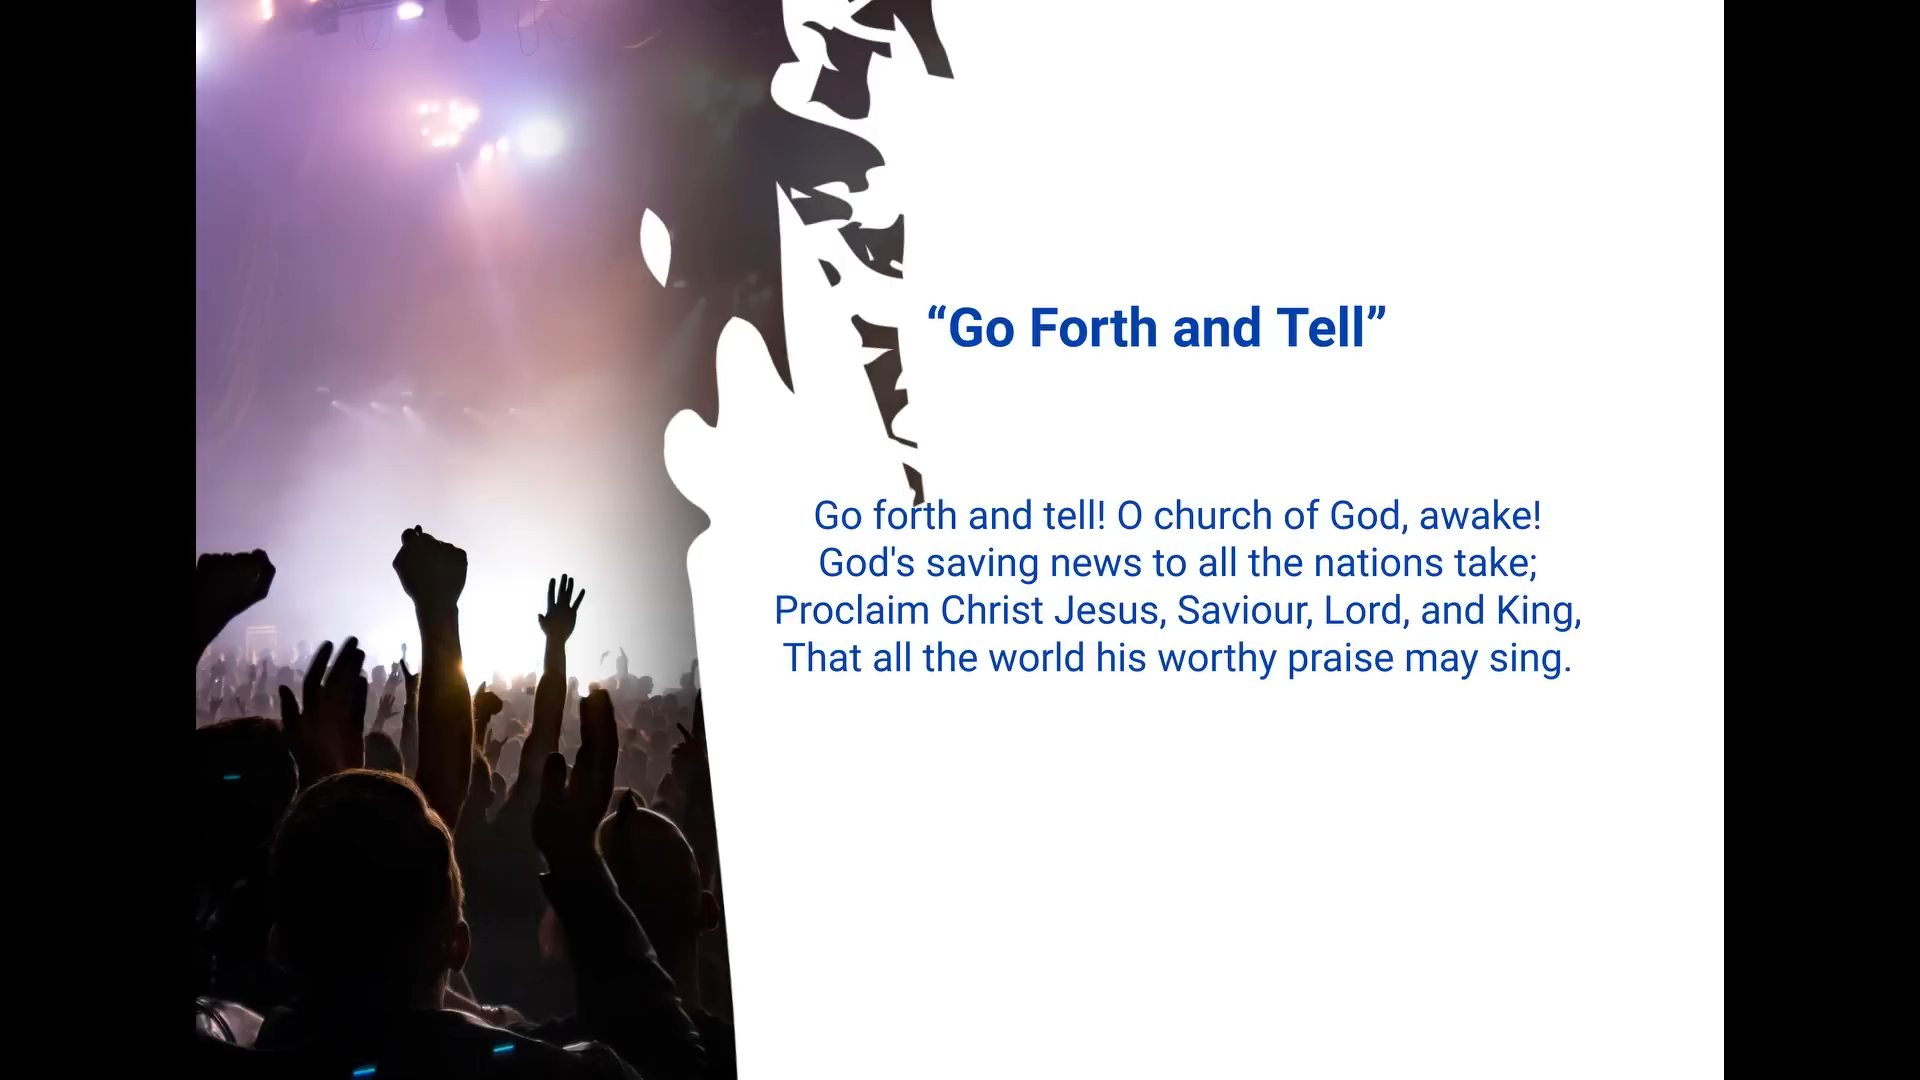 “Go Forth and Tell”
Go forth and tell! O church of God, awake!
God's saving news to all the nations take;
Proclaim Christ Jesus, Saviour, Lord, and King,
That all the world his worthy praise may sing.